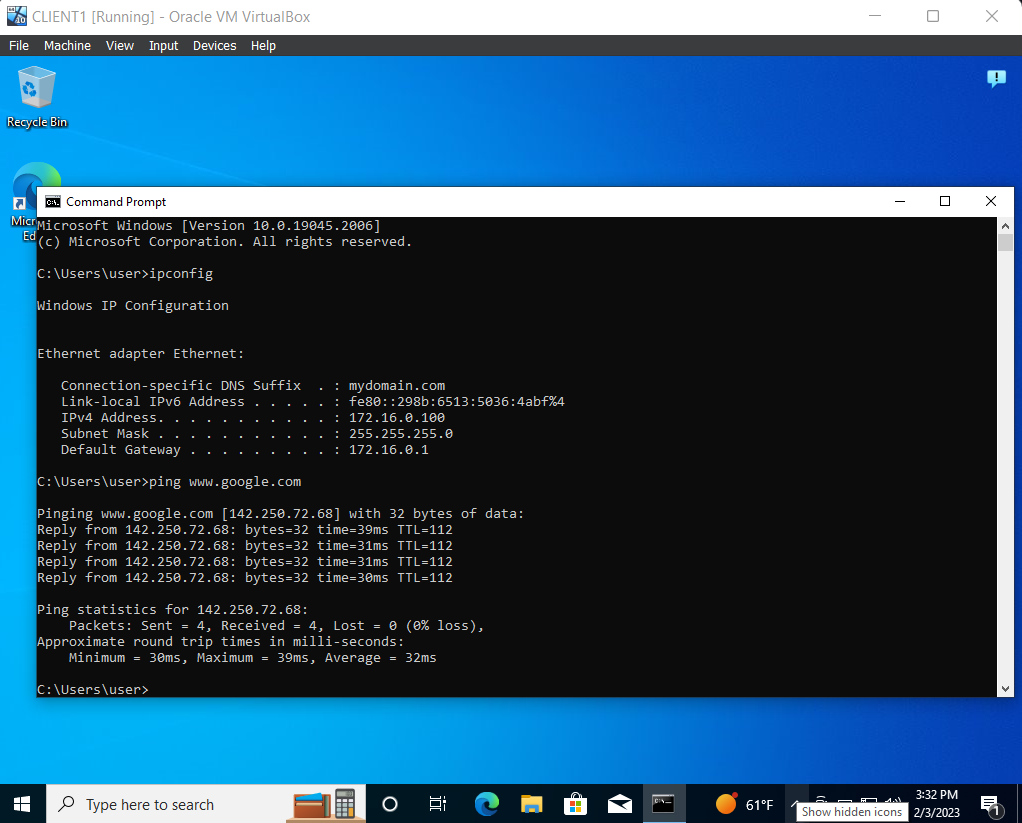 CLIENT1 [Running] - Oracle VM VirtualBox
File Machine View Input Devices Help
Recycle Bin
Micr
Ed
Command Prompt
Microsoft Windows [Version 10.0.19045.2006]
(c) Microsoft Corporation. All rights reserved.
C:\Users\user>ipconfig
Windows IP Configuration
Ethernet adapter Ethernet:
Connection-specific DNS Suffix . : mydomain.com
Link-local IPv6 Address . . . . . : fe80::298b:6513:5036:4abf%4
IPv4 Address. . . . . . . . . . . : 172.16.0.100
Subnet Mask . . . . . . . . . . . : 255.255.255.0
Default Gateway . . . . . . . . . : 172.16.0.1
C:\Users\user>ping www.google.com
Pinging www.google.com [142.250.72.68] with 32 bytes of data:
Reply from 142.250.72.68: bytes=32 time=39ms TTL=112
Reply from 142.250.72.68: bytes=32 time=31ms TTL=112
Reply from 142.250.72.68: bytes=32 time=31ms TTL=112
Reply from 142.250.72.68: bytes=32 time=30ms TTL=112
Ping statistics for 142.250.72.68:
Packets: Sent = 4, Received = 4, Lost = 0 (0% loss),
Approximate round trip times in milli-seconds:
Minimum = 30ms, Maximum = 39ms, Average = 32ms
C:\Users\user>
Type here to search
61°F
3:32 PM
2/3/2023
1
Show hidden icons